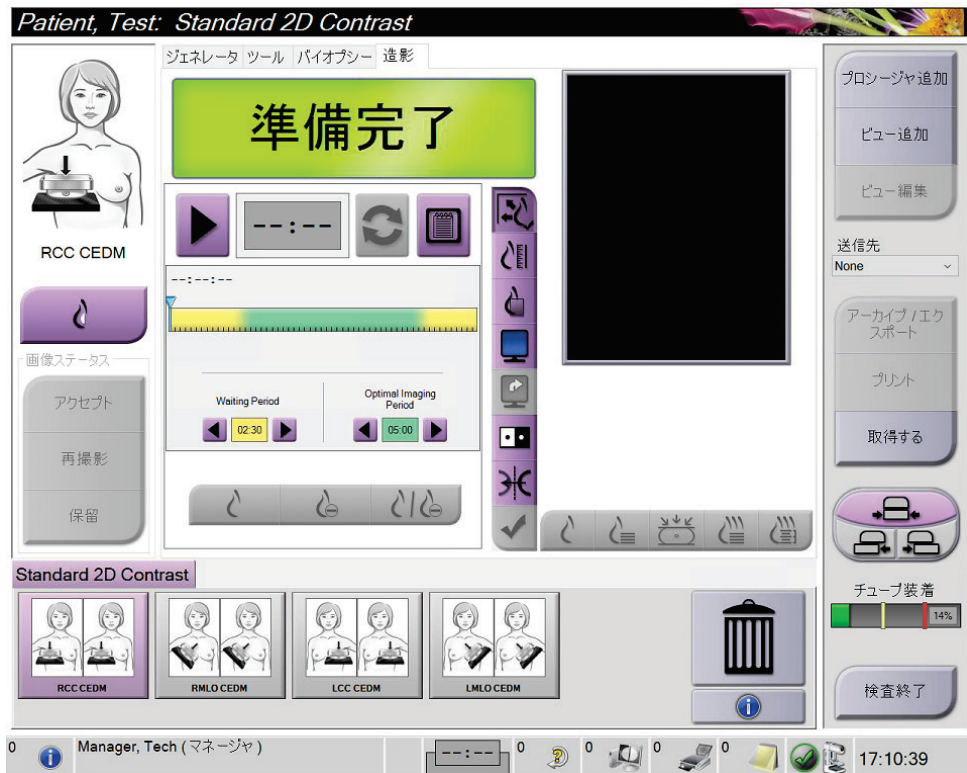 Patient, Test: Standard 2D Contrast
ジェネレータ ツール バイオプシー 造影
準備完了
RCC CEDM
--:--
--:--:--
Waiting Period
Optimal Imaging
Period
02:30
05:00
画像ステータス
アクセプト
再撮影
保留
プロシージャ追加
ビュー追加
ビュー編集
送信先
None
アーカイブ / エク
スポート
プリント
取得する
チューブ装着
14%
検査終了
Standard 2D Contrast
RCC CEDM
RMLO CEDM
LCC CEDM
LMLO CEDM
0
Manager, Tech ( マネージャ )
--:--
0
0
0
0
17:10:39